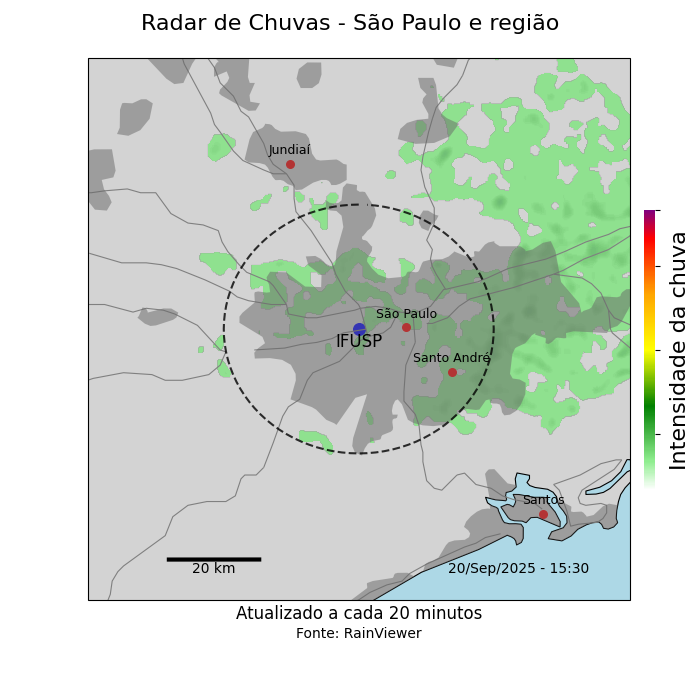 Radar de Chuvas - São Paulo e região
Jundiaí
São Paulo
IFUSP
Santo André
Santos
20 km
20/Sep/2025 - 15:30
Intensidade da chuva
Atualizado a cada 20 minutos
Fonte: RainViewer